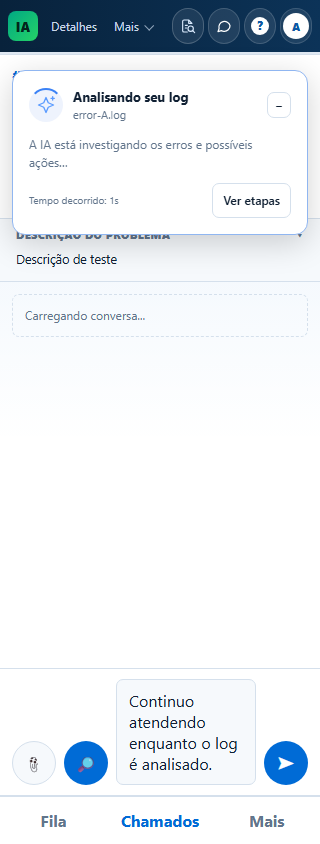 IA Detalhes Mais ? A
Analisando seu log
error-A.log
–
A IA está investigando os erros e possíveis
ações...
Tempo decorrido: 1s
Ver etapas
DESCRIÇÃO DO PROBLEMA
Descrição de teste
Carregando conversa...
Continuo
atendendo
enquanto o log
é analisado.
Fila Chamados Mais